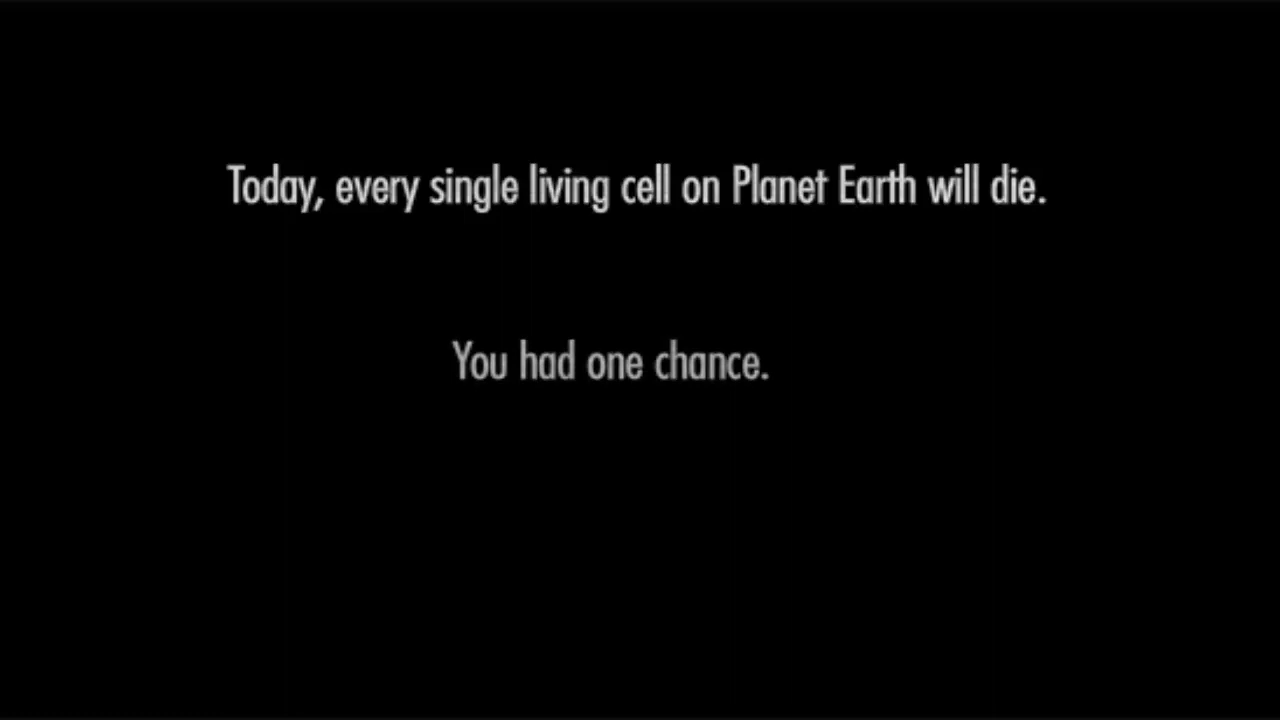 Today, every single living cell on Planet Earth will die.
You had one chance.